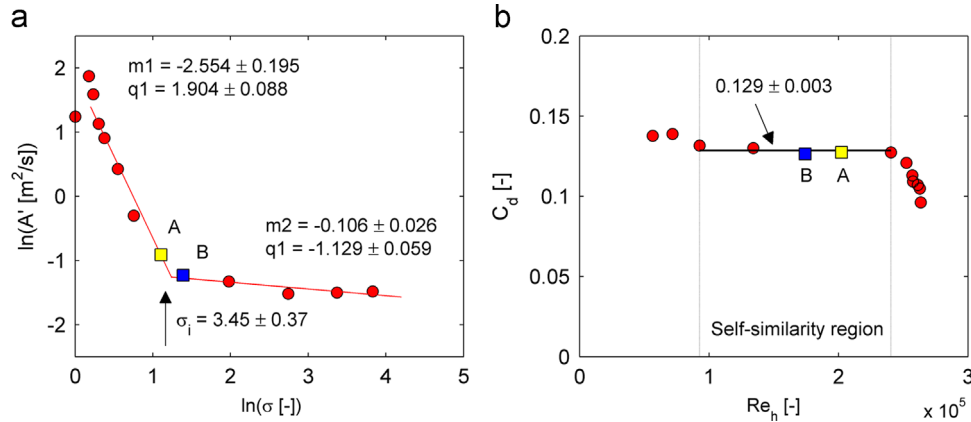 a
m1 = -2.554 ± 0.195
q1 = 1.904 ± 0.088
A
B
m2 = -0.106 ± 0.026
q1 = -1.129 ± 0.059
σi = 3.45 ± 0.37
2
1
0
-1
-2
0
1
2
3
4
5
ln(A' [m²/s])
ln(σ [-])
b
0.2
0.15
0.1
0.05
0
0.129 ± 0.003
B
A
Self-similarity region
0
1
2
3
x 10⁵
Cd [-]
Reh [-]